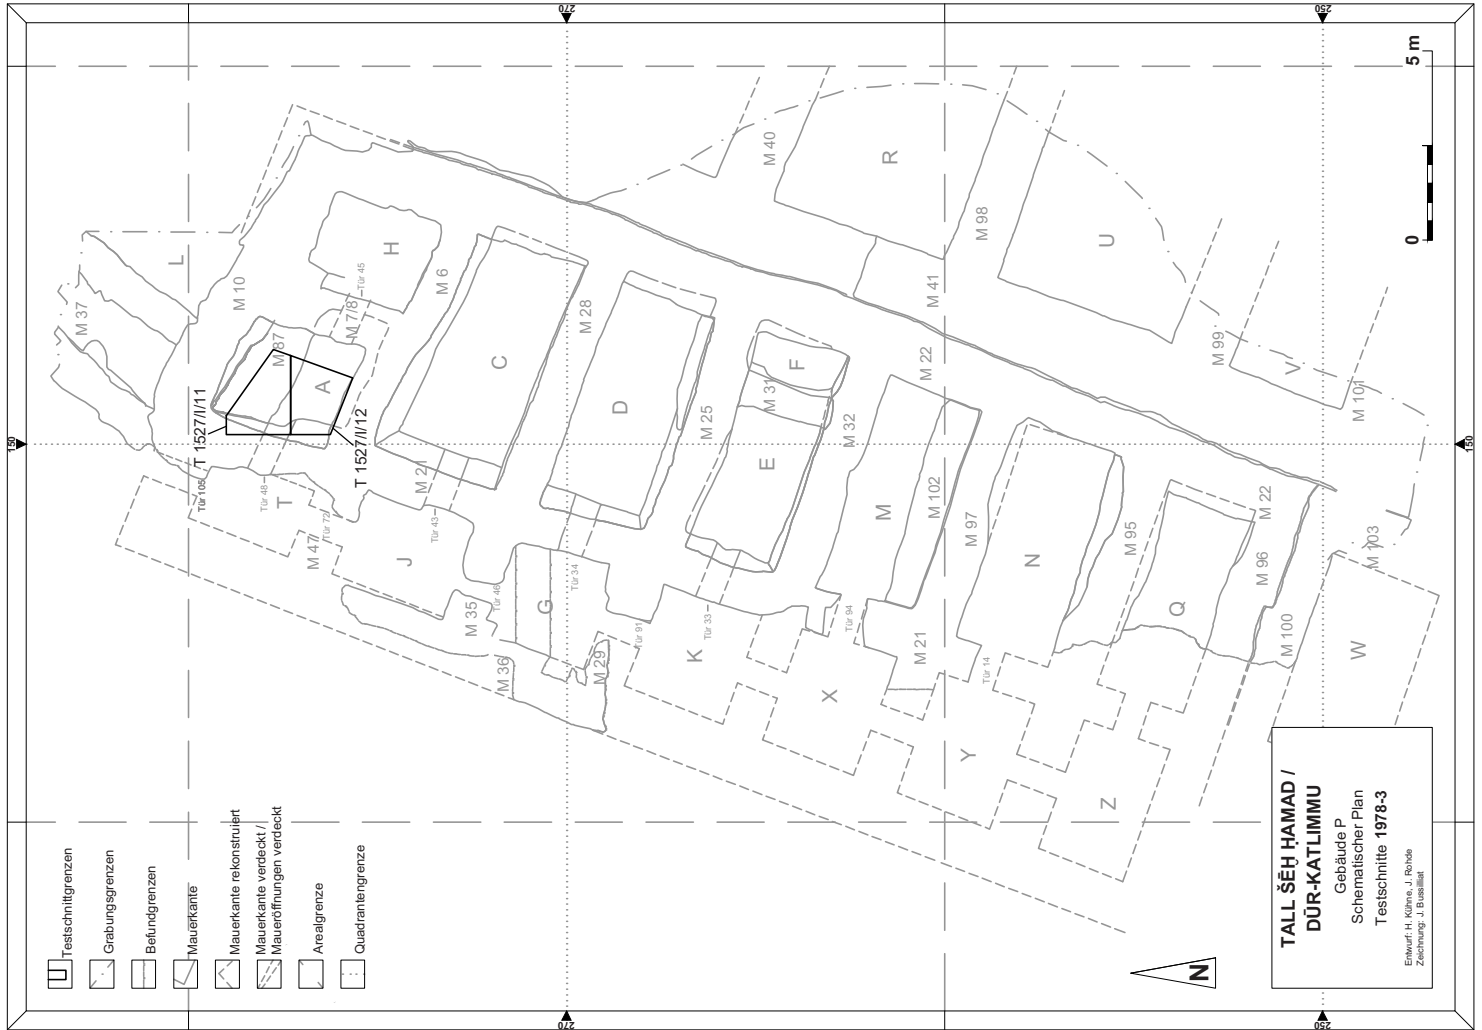 Testschnittgrenzen
Grabungsgrenzen
Befundgrenzen
Mauerkante
Mauerkante rekonstruiert
Mauerkante verdeckt /
Maueröffnungen verdeckt
Arealgrenze
Quadrantengrenze
N
TALL ŠĒḪ ḤAMAD /
DŪR-KATLIMMU
Gebäude P
Schematischer Plan
Testschnitte 1978-3
Entwurf: H. Kühne, J. Rohde
Zeichnung: J. Bussiliat
0
5 m
270
250
150
150
270
250
T 1527/I/11
T 1527/I/12
M 37
L
M 10
H
Tür 45
M 7/8
M 87
A
M 6
C
M 28
D
M 25
F
M 31
E
M 32
M 22
M 40
R
M 98
U
M 41
M 99
V
M 101
Tür 105
Tür 48
T
Tür 72
M 47
J
M 21
Tür 43
M 35
Tür 46
M 36
G
Tür 34
M 29
Tür 91
K
Tür 33
X
Tür 94
M 21
M
M 102
M 97
N
M 95
Tür 14
Y
Z
Q
M 22
M 96
M 100
M 103
W